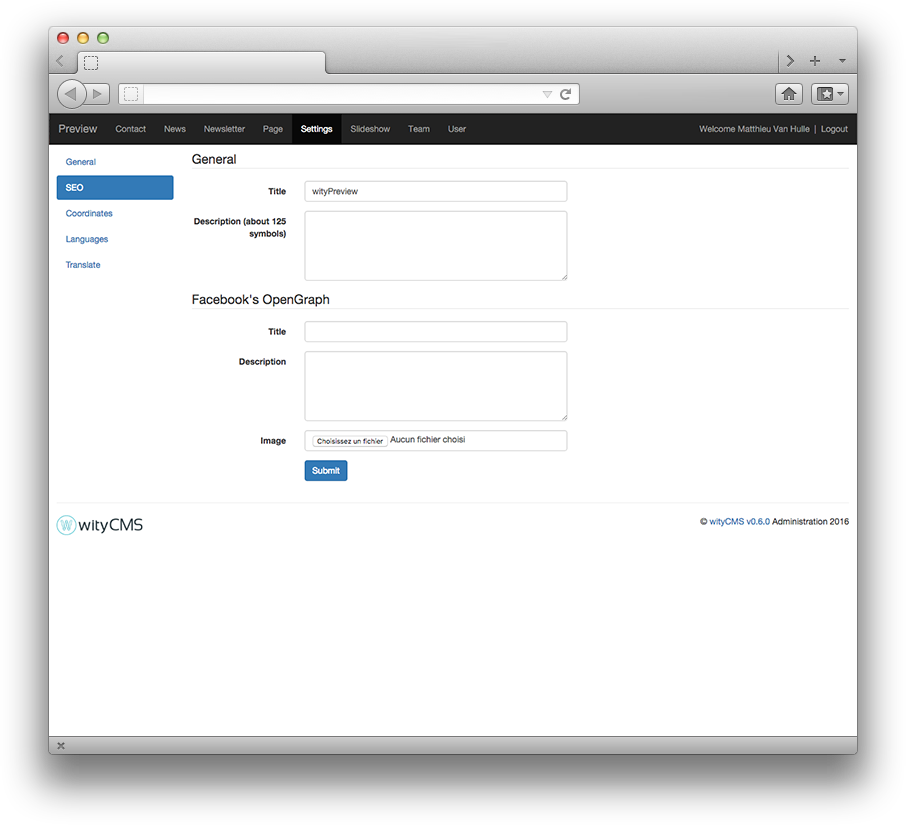 Preview Contact News Newsletter Page Settings Slideshow Team User Welcome Matthieu Van Hulle | Logout
General
SEO
Coordinates
Languages
Translate
General
Title wityPreview
Description (about 125
symbols)
Facebook's OpenGraph
Title
Description
Image Choisissez un fichier Aucun fichier choisi
Submit
W wityCMS © wityCMS v0.6.0 Administration 2016